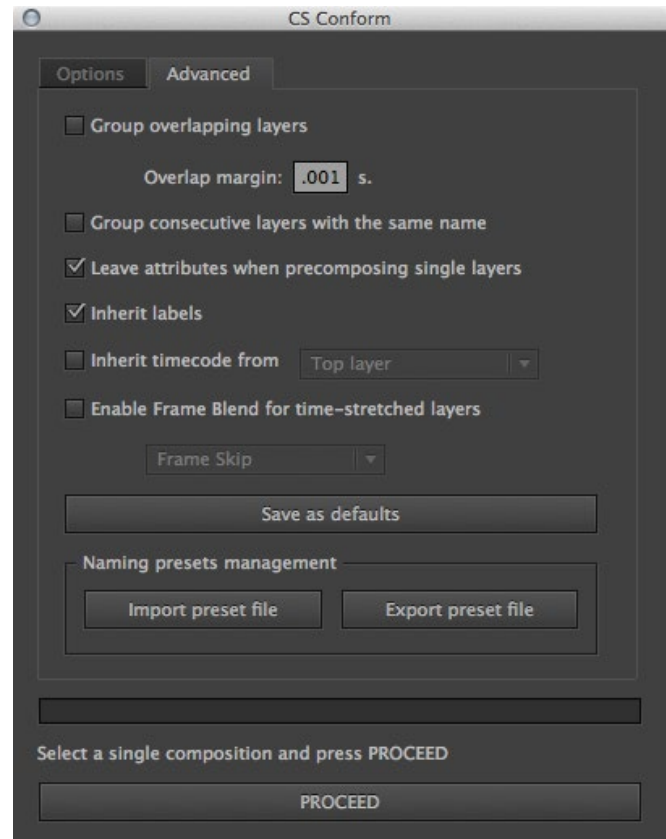 CS Conform
Options Advanced
Group overlapping layers
Overlap margin: .001 s.
Group consecutive layers with the same name
Leave attributes when precomposing single layers
Inherit labels
Inherit timecode from Top layer
Enable Frame Blend for time-stretched layers
Frame Skip
Save as defaults
Naming presets management
Import preset file Export preset file
Select a single composition and press PROCEED
PROCEED